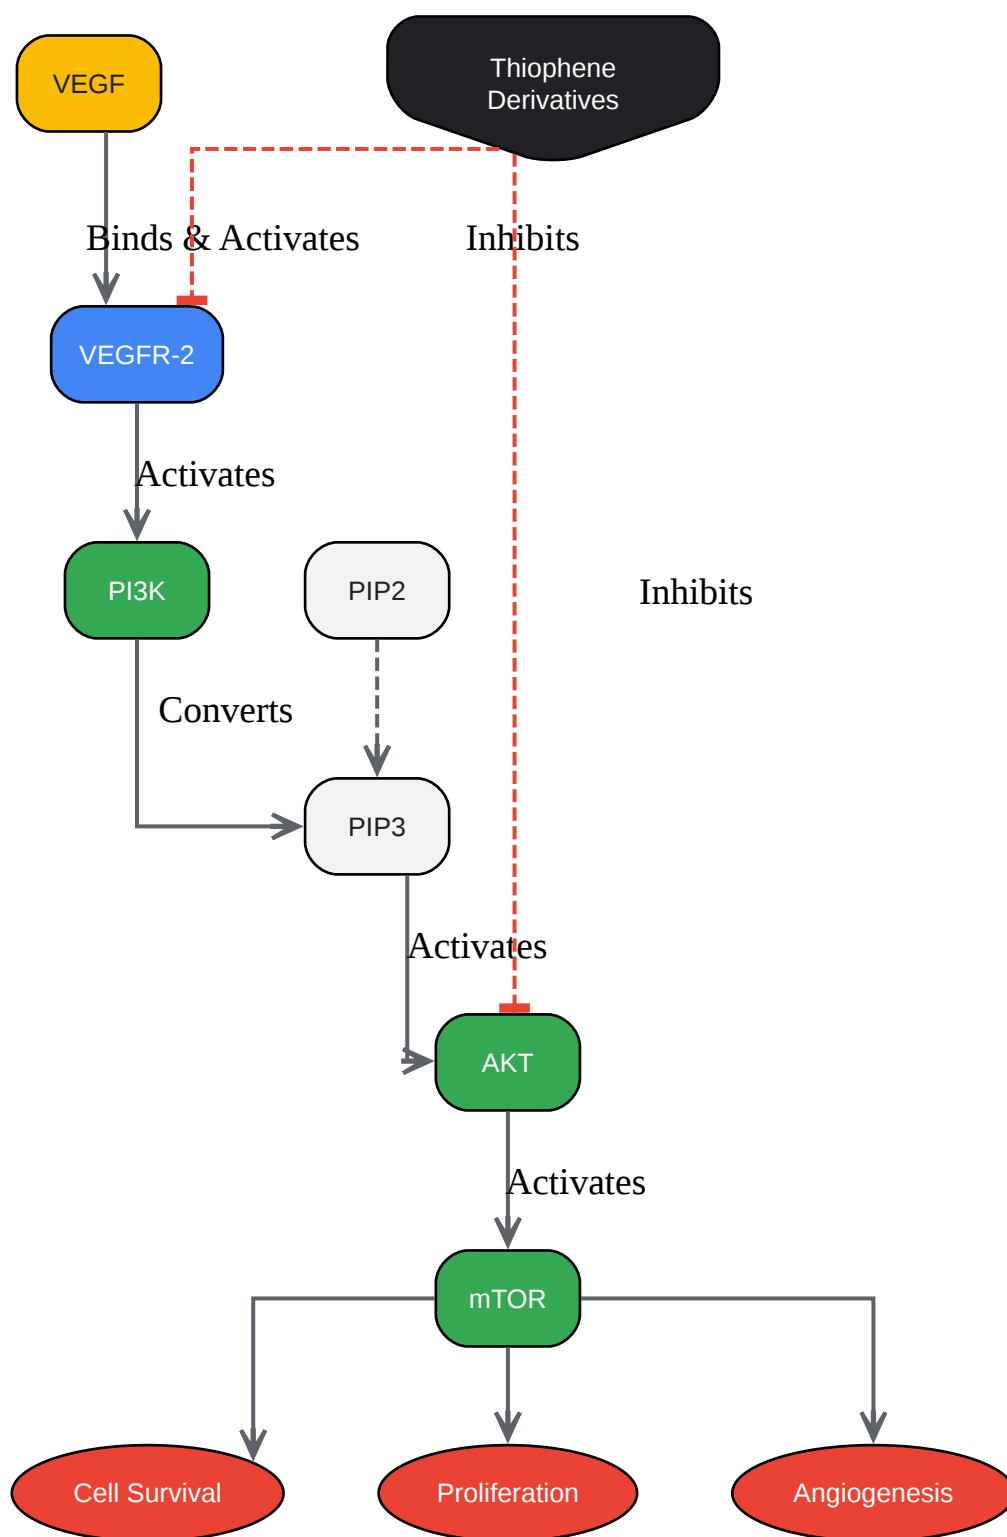 VEGF
Thiophene
Derivatives
Binds & Activates
Inhibits
VEGFR-2
Activates
PI3K
PIP2
Inhibits
Converts
PIP3
Activates
AKT
Activates
mTOR
Cell Survival
Proliferation
Angiogenesis